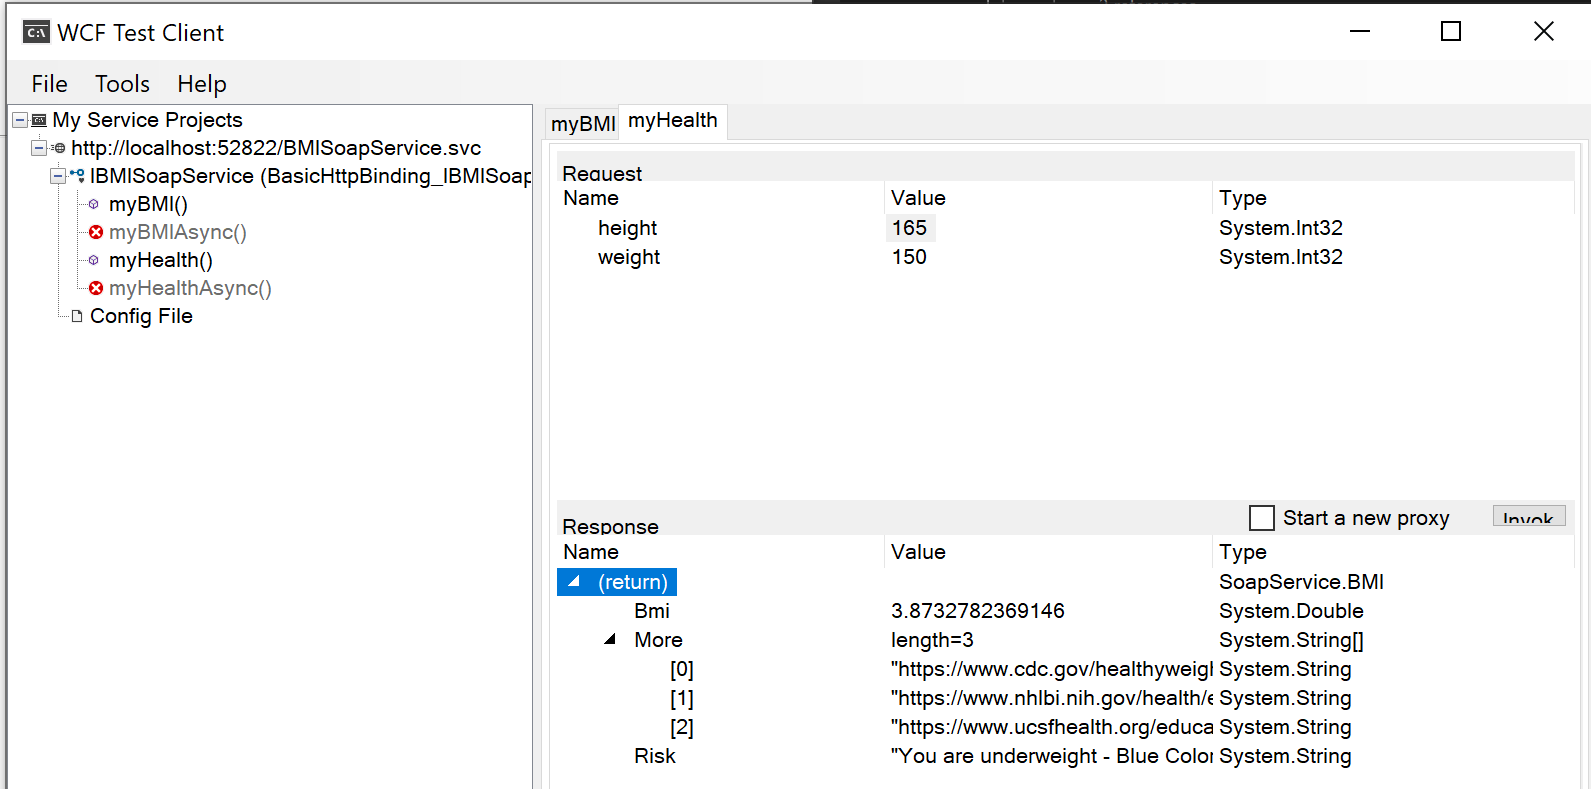 WCF Test Client
File Tools Help
My Service Projects
http://localhost:52822/BMISoapService.svc
IBMISoapService (BasicHttpBinding_IBMISoap
myBMI()
myBMIAsync()
myHealth()
myHealthAsync()
Config File
myBMI myHealth
Request
Name Value Type
height 165 System.Int32
weight 150 System.Int32
Response Start a new proxy Invok
Name Value Type
(return) SoapService.BMI
Bmi 3.8732782369146 System.Double
More length=3 System.String[]
[0] "https://www.cdc.gov/healthyweigh System.String
[1] "https://www.nhlbi.nih.gov/health/e System.String
[2] "https://www.ucsfhealth.org/educa System.String
Risk "You are underweight - Blue Color System.String